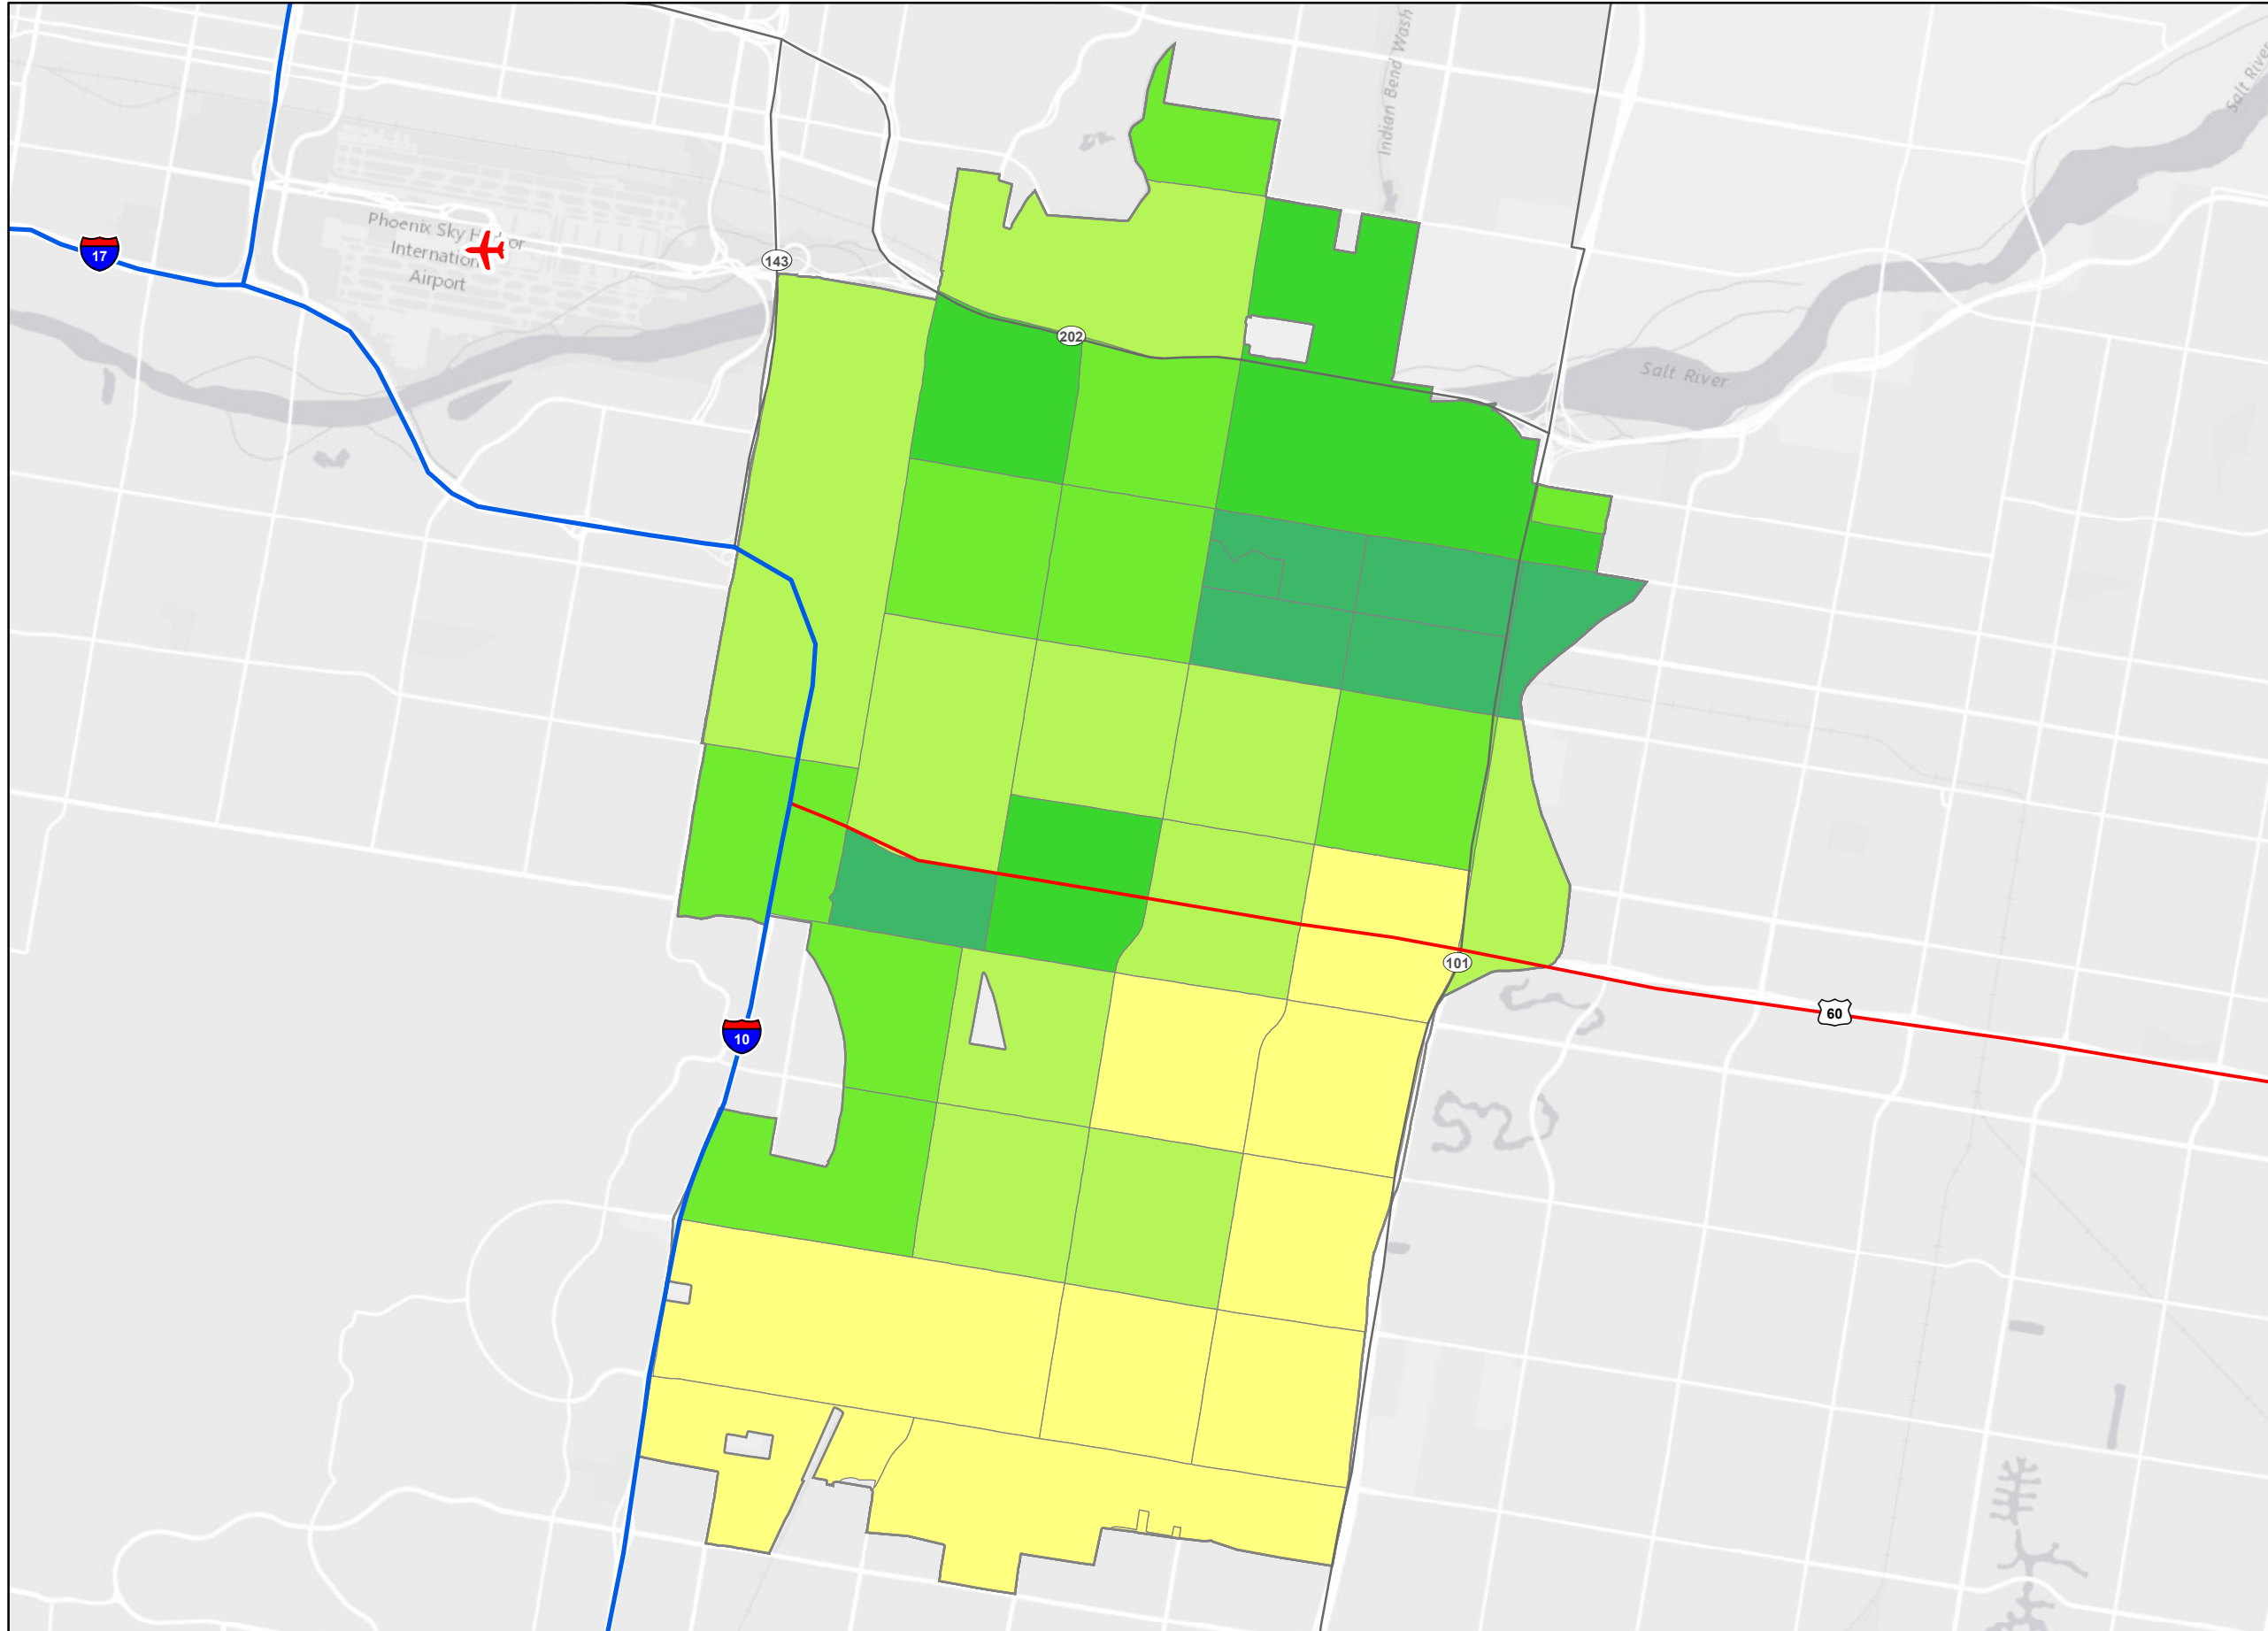 Indian Bend Wash
Salt River
Phoenix Sky Harbor
International
Airport
17
143
202
Salt River
101
60
10